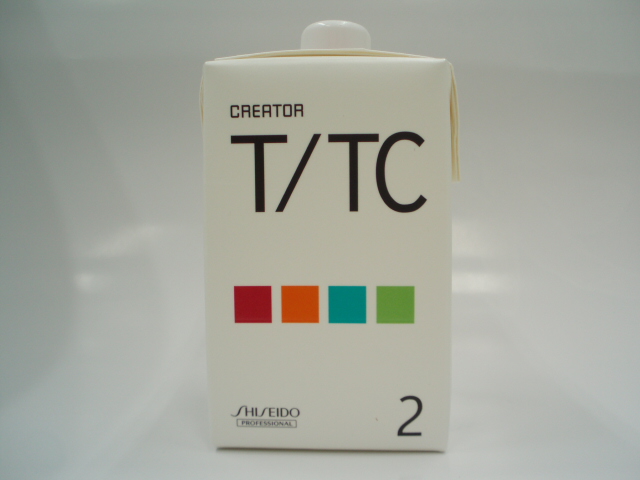 CREATOR
T/TC
SHISEIDO
PROFESSIONAL
2